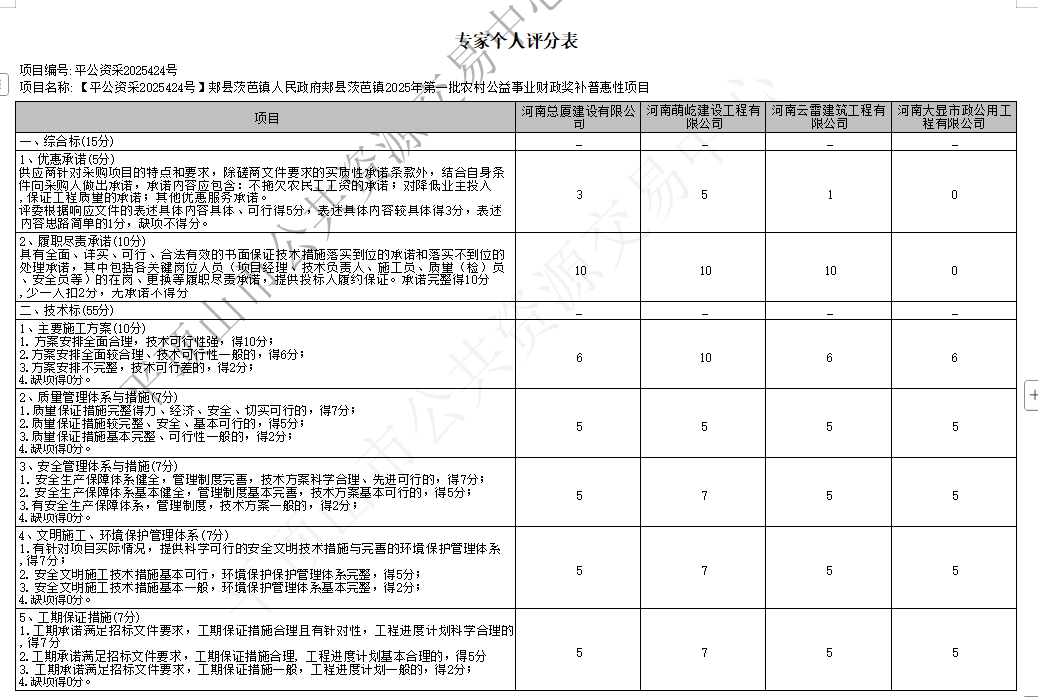 专家个人评分表
项目编号: 平公资采2025424号
项目名称: 【平公资采2025424号】郏县茨芭镇人民政府郏县茨芭镇2025年第一批农村公益事业财政奖补普惠性项目
项目 河南总厦建设有限公司 河南萌屹建设工程有限公司 河南云雷建筑工程有限公司 河南大显市政公用工程有限公司
一、综合标(15分) – – – –
1、优惠承诺(5分)
供应商针对采购项目的特点和要求，除磋商文件要求的实质性承诺条款外，结合自身条
件向采购人做出承诺，承诺内容应包含：不拖欠农民工工资的承诺；对降低业主投入
,保证工程质量的承诺；其他优惠服务承诺。
评委根据响应文件的表述具体内容具体、可行得5分，表述具体内容较具体得3分，表述
内容思路简单的1分，缺项不得分。
3 5 1 0
2、履职尽责承诺(10分)
具有全面、详实、可行、合法有效的书面保证技术措施落实到位的承诺和落实不到位的
处理承诺，其中包括各关键岗位人员（项目经理、技术负责人、施工员、质量（检）员
、安全员等）的在岗、更换等履职尽责承诺，提供投标人履约保证。承诺完整得10分
,少一人扣2分，无承诺不得分
10 10 10 0
二、技术标(55分) – – – –
1、主要施工方案(10分)
1. 方案安排全面合理，技术可行性强，得10分；
2.方案安排全面较合理、技术可行性一般的，得6分；
3.方案安排不完整，技术可行差的，得2分；
4.缺项得0分。
6 10 6 6
2、质量管理体系与措施(7分)
1.质量保证措施完整得力、经济、安全、切实可行的，得7分；
2.质量保证措施较完整、安全、基本可行的，得5分；
3.质量保证措施基本完整、可行性一般的，得2分；
4.缺项得0分。
5 5 5 5
3、安全管理体系与措施(7分)
1. 安全生产保障体系健全，管理制度完善，技术方案科学合理、先进可行的，得7分；
2. 安全生产保障体系基本健全，管理制度基本完善，技术方案基本可行的，得5分；
3.有安全生产保障体系，管理制度，技术方案一般的，得2分；
4.缺项得0分。
5 7 5 5
4、文明施工、环境保护管理体系(7分)
1.有针对项目实际情况，提供科学可行的安全文明技术措施与完善的环境保护管理体系
,得7分；
2. 安全文明施工技术措施基本可行，环境保护保护管理体系完整，得5分；
3. 安全文明施工技术措施基本一般，环境保护管理体系基本完整，得2分；
4.缺项得0分。
5 7 5 5
5、工期保证措施(7分)
1.工期承诺满足招标文件要求，工期保证措施合理且有针对性，工程进度计划科学合理的
,得7分
2.工期承诺满足招标文件要求，工期保证措施合理, 工程进度计划基本合理的，得5分
3. 工期承诺满足招标文件要求，工期保证措施一般，工程进度计划一般的，得2分；
4.缺项得0分。
5 7 5 5
平顶山市公共资源交易中心
平顶山市公共资源交易中心